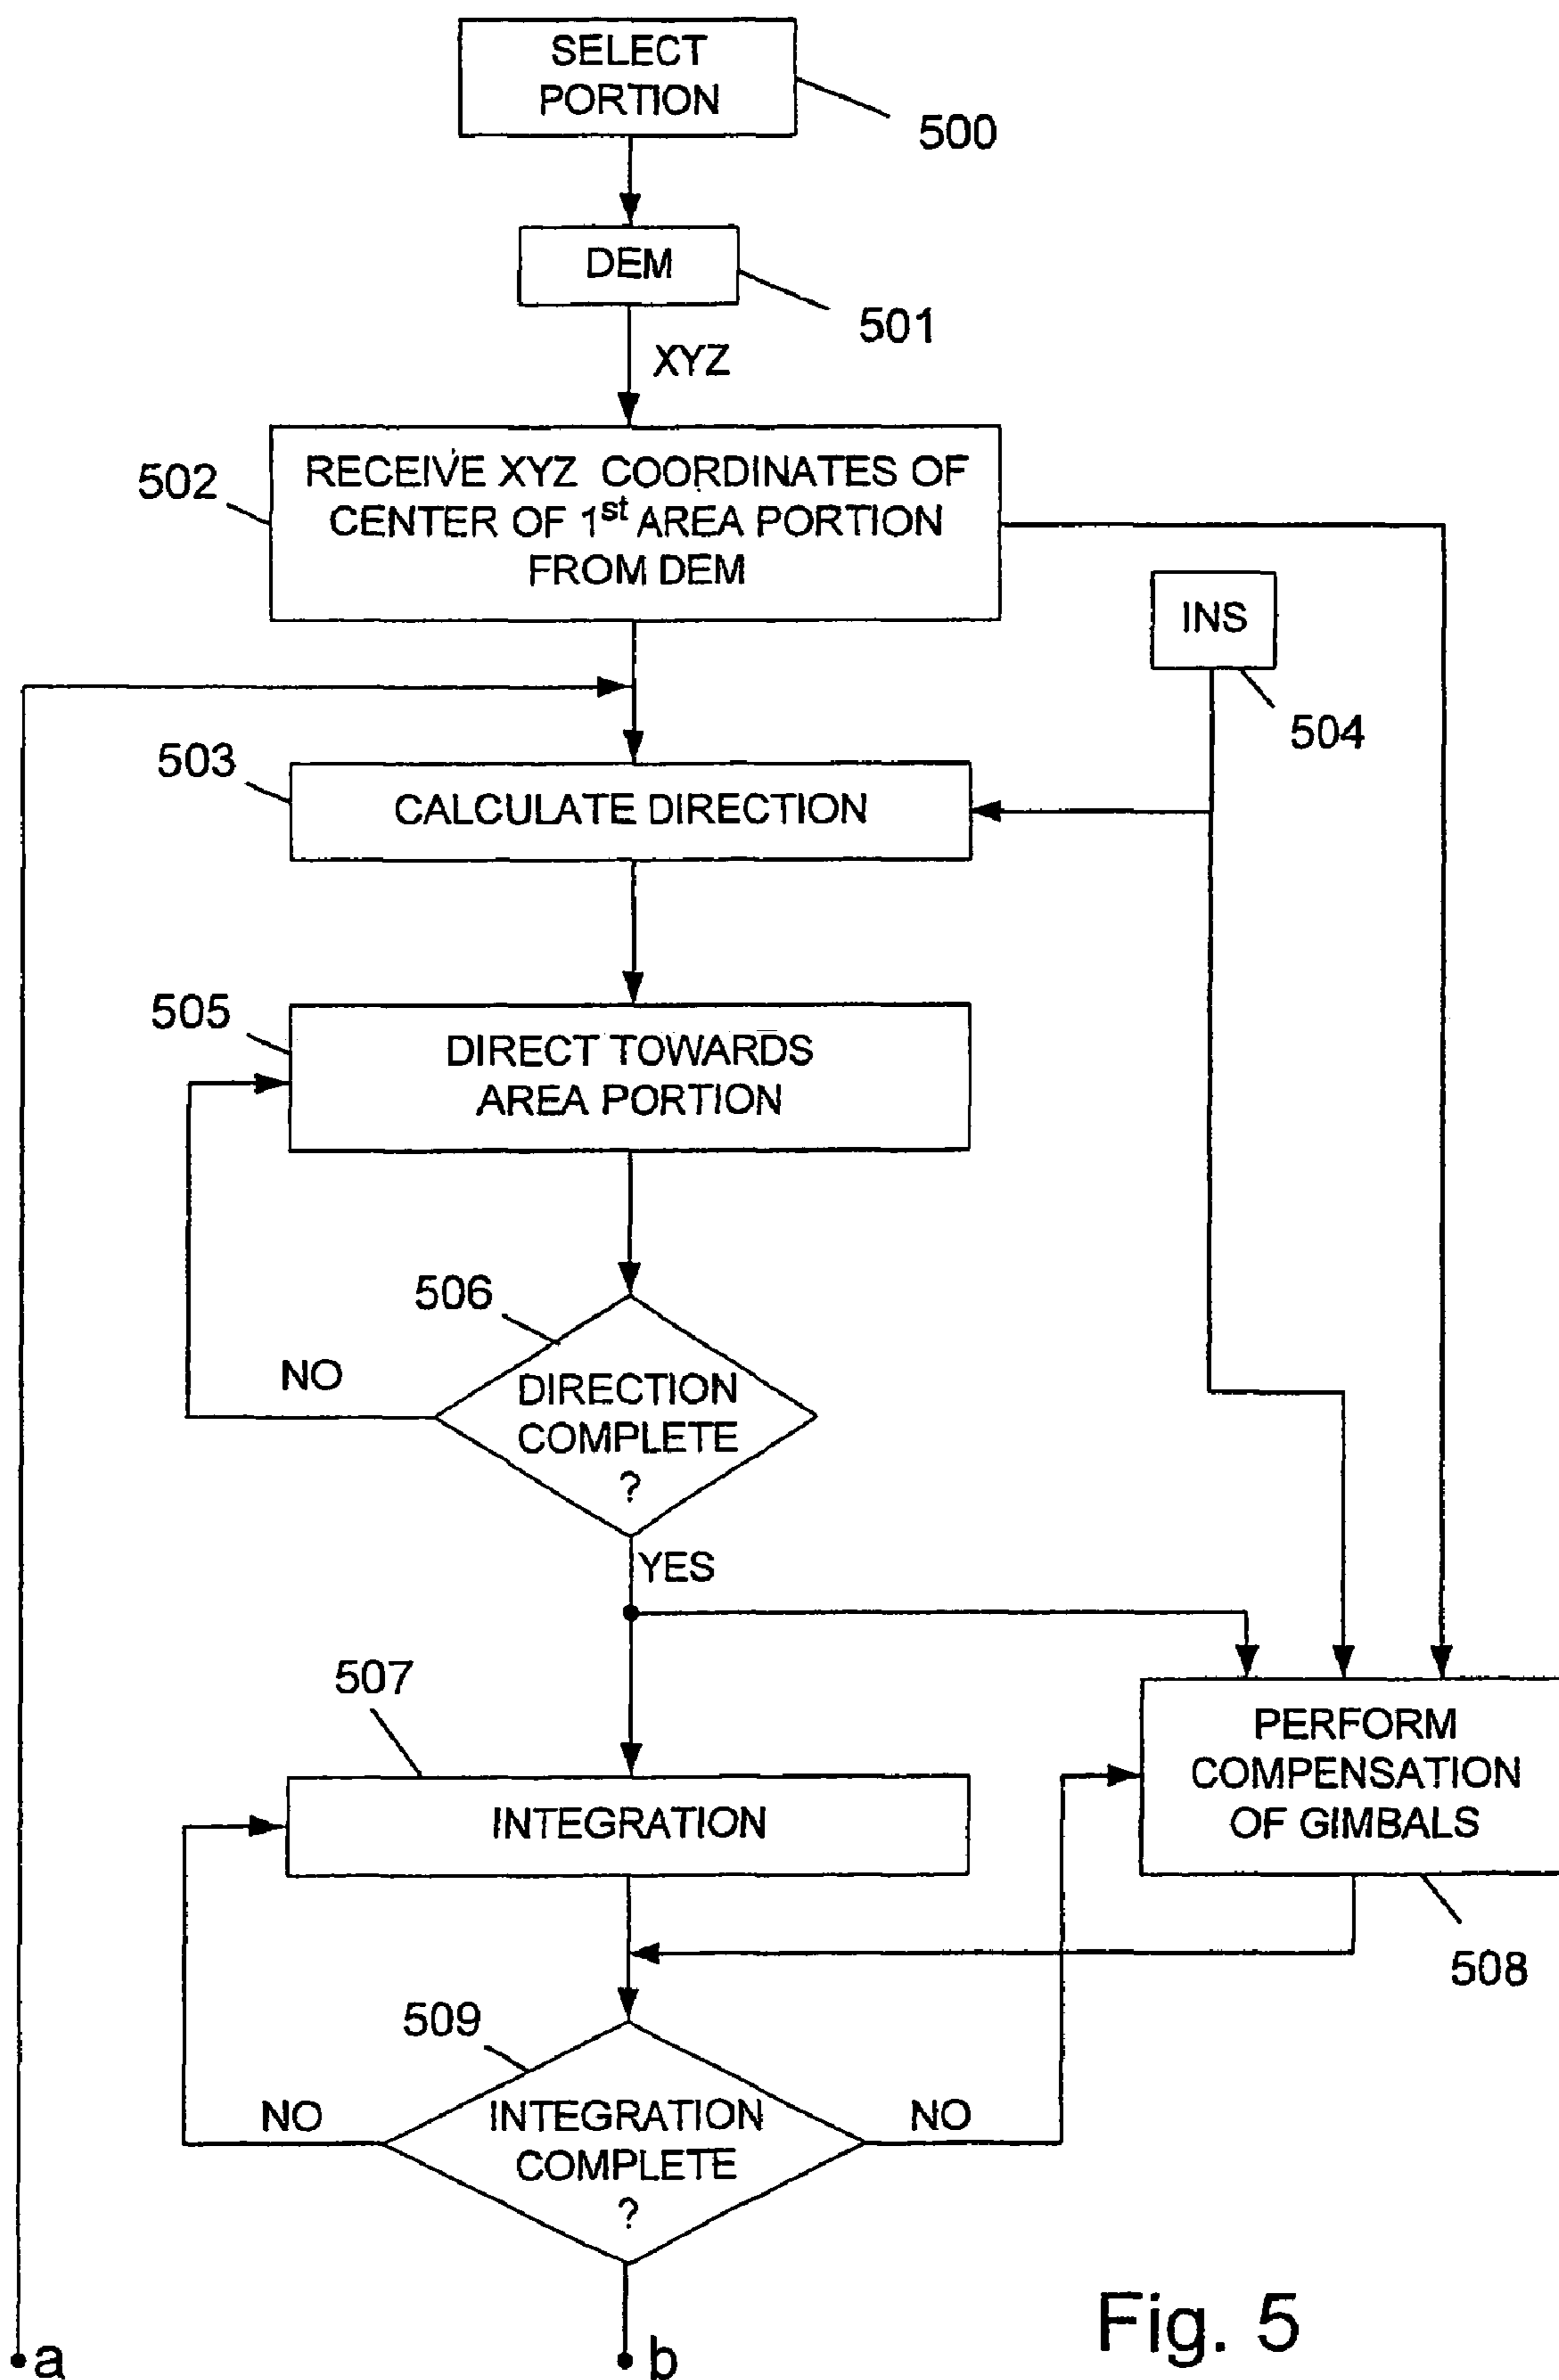 SELECT
PORTION
500
DEM
501
XYZ
502
RECEIVE XYZ COORDINATES OF
CENTER OF 1st AREA PORTION
FROM DEM
INS
504
503
CALCULATE DIRECTION
505
DIRECT TOWARDS
AREA PORTION
506
NO
DIRECTION
COMPLETE
?
YES
507
PERFORM
COMPENSATION
OF GIMBALS
INTEGRATION
508
509
NO
INTEGRATION
COMPLETE
?
NO
a
b
Fig. 5